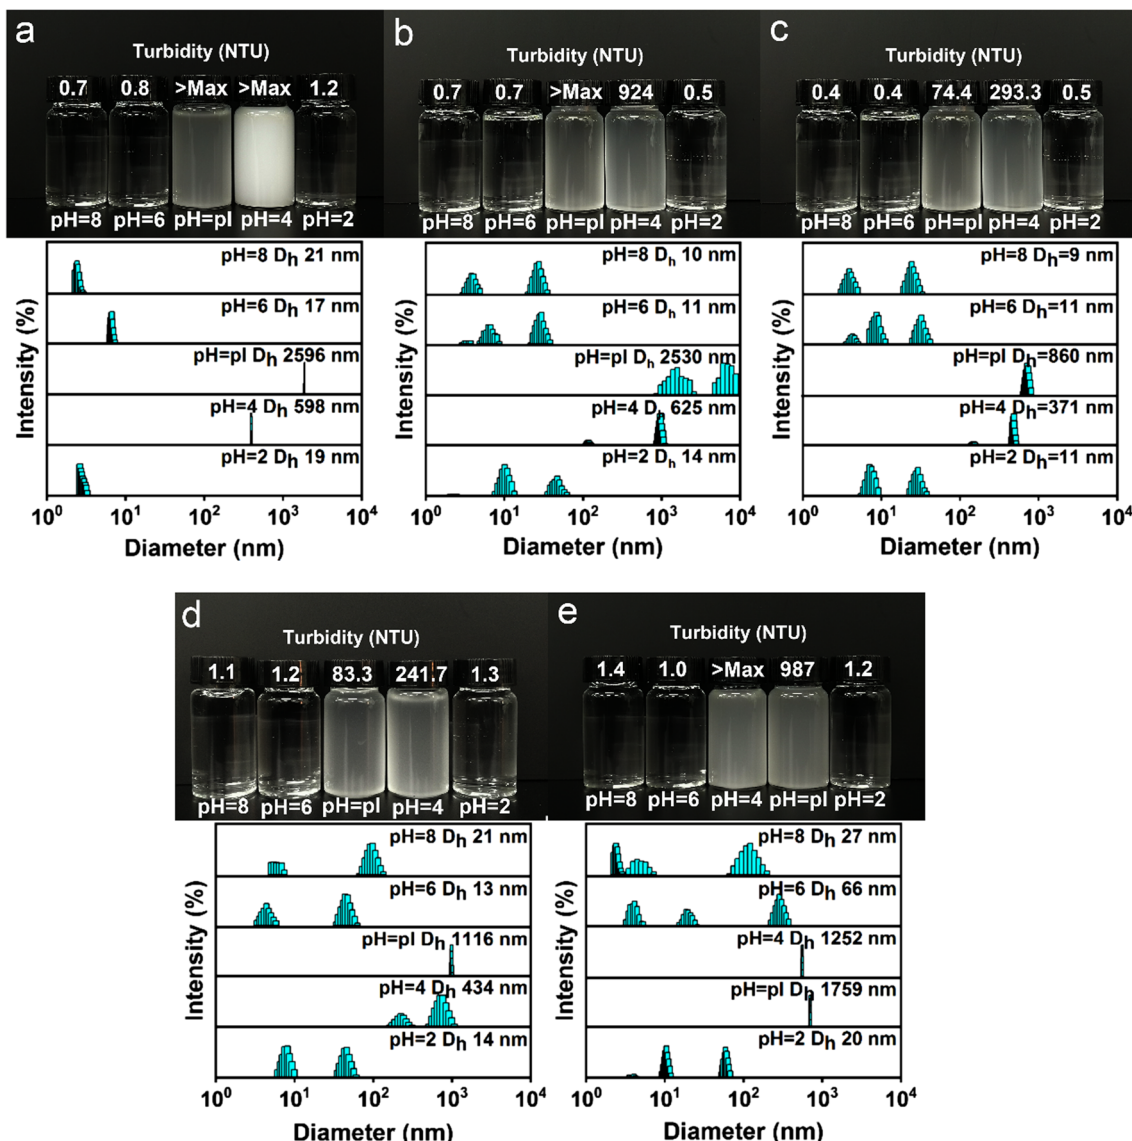 a
Turbidity (NTU)
0.7 0.8 >Max >Max 1.2
pH=8 pH=6 pH=pI pH=4 pH=2
Intensity (%)
pH=8 Dh 21 nm
pH=6 Dh 17 nm
pH=pI Dh 2596 nm
pH=4 Dh 598 nm
pH=2 Dh 19 nm
10^0 10^1 10^2 10^3 10^4
Diameter (nm)
b
Turbidity (NTU)
0.7 0.7 >Max 924 0.5
pH=8 pH=6 pH=pI pH=4 pH=2
Intensity (%)
pH=8 Dh 10 nm
pH=6 Dh 11 nm
pH=pI Dh 2530 nm
pH=4 Dh 625 nm
pH=2 Dh 14 nm
10^0 10^1 10^2 10^3 10^4
Diameter (nm)
c
Turbidity (NTU)
0.4 0.4 74.4 293.3 0.5
pH=8 pH=6 pH=pI pH=4 pH=2
Intensity (%)
pH=8 Dh=9 nm
pH=6 Dh=11 nm
pH=pI Dh=860 nm
pH=4 Dh=371 nm
pH=2 Dh=11 nm
10^0 10^1 10^2 10^3 10^4
Diameter (nm)
d
Turbidity (NTU)
1.1 1.2 83.3 241.7 1.3
pH=8 pH=6 pH=pI pH=4 pH=2
Intensity (%)
pH=8 Dh 21 nm
pH=6 Dh 13 nm
pH=pI Dh 1116 nm
pH=4 Dh 434 nm
pH=2 Dh 14 nm
10^0 10^1 10^2 10^3 10^4
Diameter (nm)
e
Turbidity (NTU)
1.4 1.0 >Max 987 1.2
pH=8 pH=6 pH=4 pH=pI pH=2
Intensity (%)
pH=8 Dh 27 nm
pH=6 Dh 66 nm
pH=4 Dh 1252 nm
pH=pI Dh 1759 nm
pH=2 Dh 20 nm
10^0 10^1 10^2 10^3 10^4
Diameter (nm)